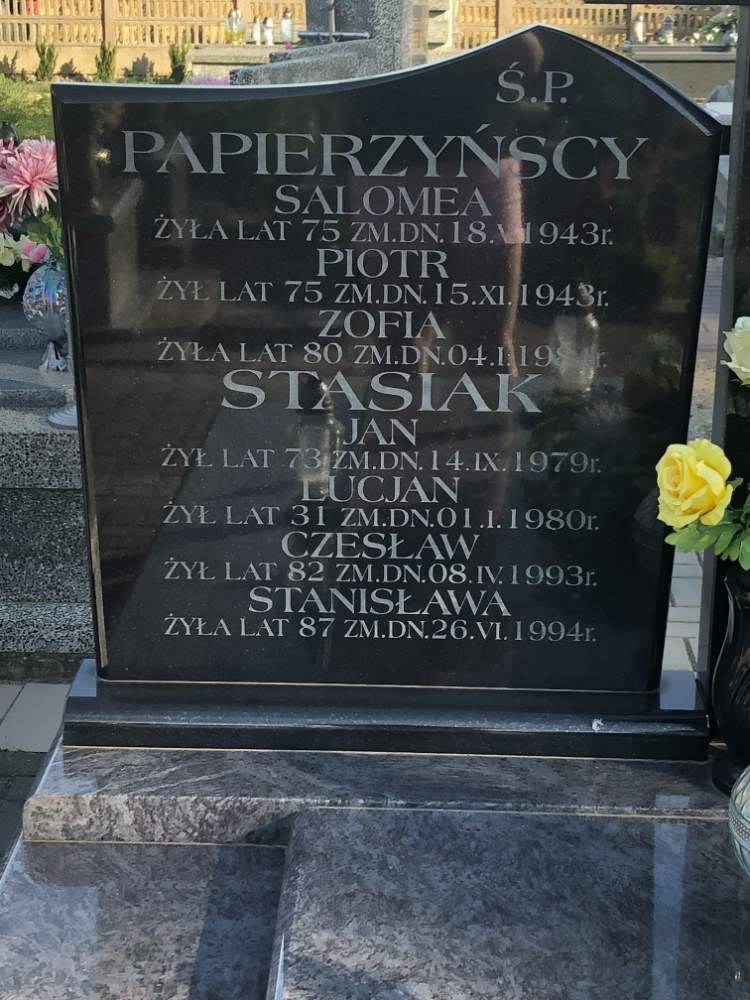 Ś.P.
PAPIERZYŃSCY
SALOMEA
ŻYŁA LAT 75 ZM.DN.18.V.1943r.
PIOTR
ŻYŁ LAT 75 ZM.DN.15.XI.1943r.
ZOFIA
ŻYŁA LAT 80 ZM.DN.04.I.
STASIAK
JAN
ŻYŁ LAT 73 ZM.DN.14.IX.1979r.
LUCJAN
ŻYŁ LAT 31 ZM.DN.01.I.1980r.
CZESŁAW
ŻYŁ LAT 82 ZM.DN.08.IV.1993r.
STANISŁAWA
ŻYŁA LAT 87 ZM.DN.26.VI.1994r.